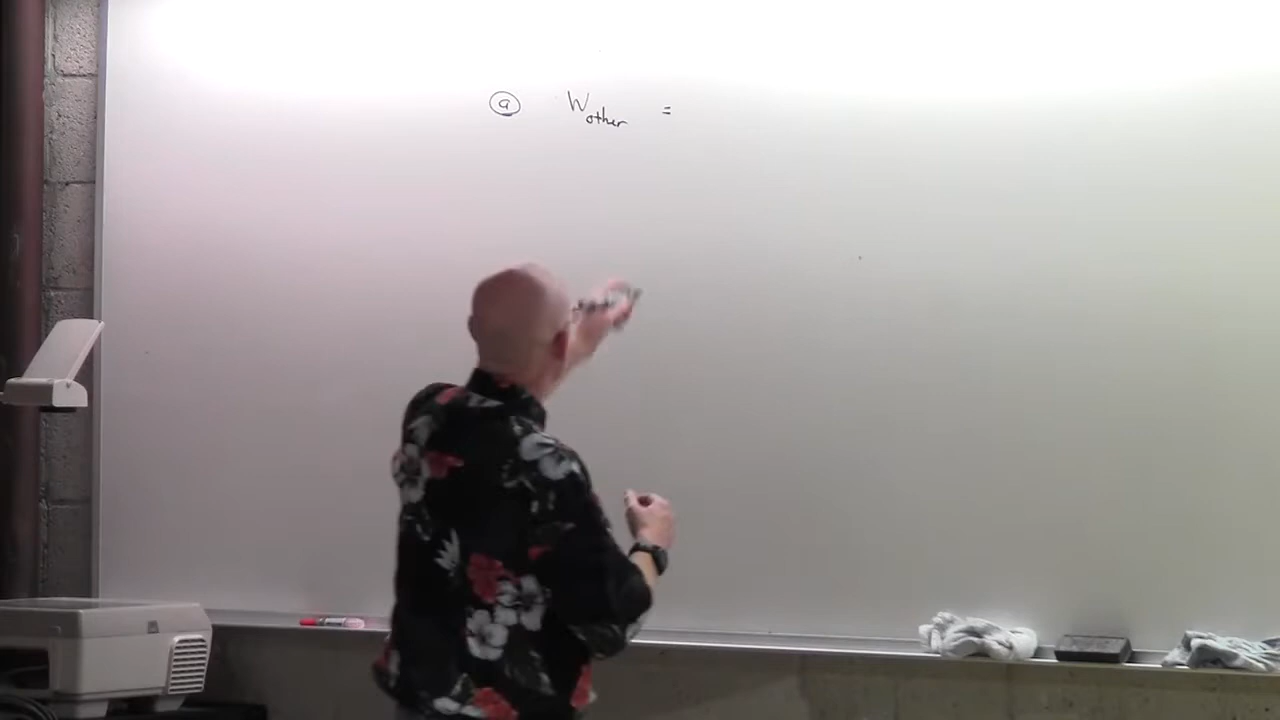 ⓐ W_other =